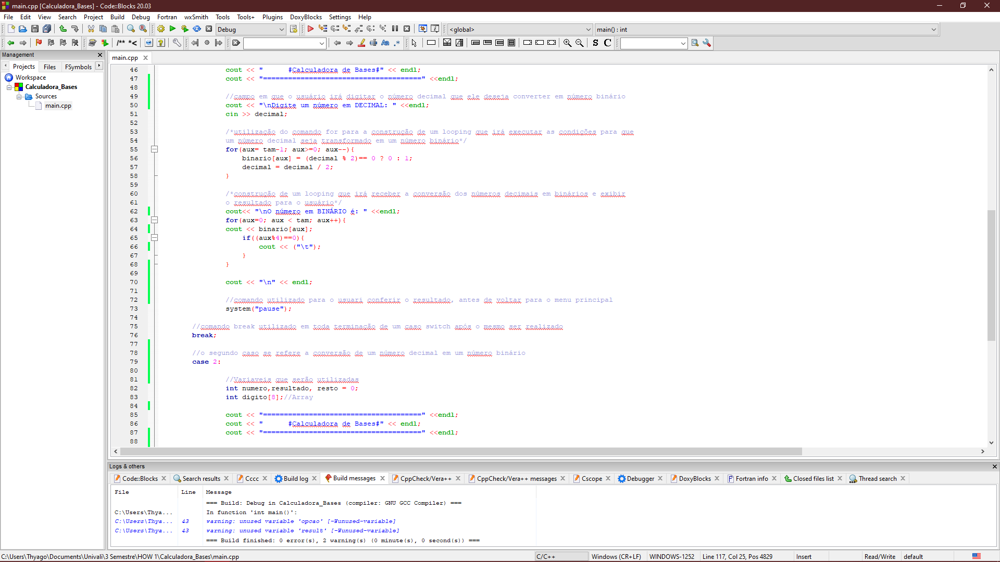 main.cpp [Calculadora_Bases] - Code::Blocks 20.03
File Edit View Search Project Build Debug Fortran wxSmith Tools Tools+ Plugins DoxyBlocks Settings Help
Debug <global> main() : int
/** *< Aa .* S C
Management
main.cpp
Projects Files FSymbols
Workspace
Calculadora_Bases
Sources
main.cpp
46 cout << "      #Calculadora de Bases#" << endl;
47 cout << "======================================" <<endl;
48
49 //campo em que o usuário irá digitar o número decimal que ele deseja converter em número binário
50 cout << "\nDigite um número em DECIMAL: " <<endl;
51 cin >> decimal;
52
53 /*utilização do comando for para a construção de um looping que irá executar as condições para que
54 um número decimal seja transformado em um número binário*/
55 for(aux= tam-1; aux>=0; aux--){
56 binario[aux] = (decimal % 2)== 0 ? 0 : 1;
57 decimal = decimal / 2;
58 }
59
60 /*construção de um looping que irá receber a conversão dos números decimais em binários e exibir
61 o resultado para o usuário*/
62 cout<< "\nO número em BINÁRIO é: " <<endl;
63 for(aux=0; aux < tam; aux++){
64 cout << binario[aux];
65 if((aux%4)==0){
66 cout << ("\t");
67 }
68 }
69
70 cout << "\n" << endl;
71
72 //comando utilizado para o usuari conferir o resultado, antes de voltar para o menu principal
73 system("pause");
74
75 //comando break utilizado em toda terminação de um caso switch após o mesmo ser realizado
76 break;
77
78 //o segundo caso se refere a conversão de um número decimal em um número binário
79 case 2:
80
81 //Variaveis que serão utilizadas
82 int numero,resultado, resto = 0;
83 int digito[8];//Array
84
85 cout << "======================================" <<endl;
86 cout << "      #Calculadora de Bases#" << endl;
87 cout << "======================================" <<endl;
88
Logs & others
Code::Blocks Search results Cccc Build log Build messages CppCheck/Vera++ CppCheck/Vera++ messages Cscope Debugger DoxyBlocks Fortran info Closed files list Thread search
File Line Message
=== Build: Debug in Calculadora_Bases (compiler: GNU GCC Compiler) ===
C:\Users\Thya... In function 'int main()':
C:\Users\Thya... 43 warning: unused variable 'opcao' [-Wunused-variable]
C:\Users\Thya... 43 warning: unused variable 'result' [-Wunused-variable]
=== Build finished: 0 error(s), 2 warning(s) (0 minute(s), 0 second(s)) ===
C:\Users\Thyago\Documents\Univali\3 Semestre\HOW 1\Calculadora_Bases\main.cpp C/C++ Windows (CR+LF) WINDOWS-1252 Line 117, Col 25, Pos 4829 Insert Read/Write default